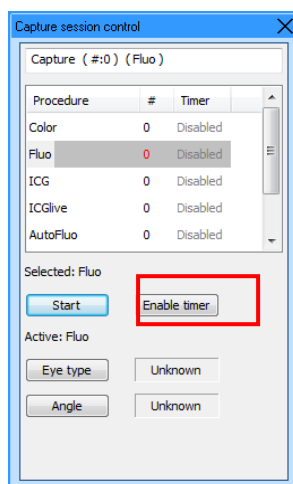 Capture session control
Capture ( #:0 ) ( Fluo )
Procedure # Timer
Color 0 Disabled
Fluo 0 Disabled
ICG 0 Disabled
ICGlive 0 Disabled
AutoFluo 0 Disabled
Selected: Fluo
Start Enable timer
Active: Fluo
Eye type Unknown
Angle Unknown